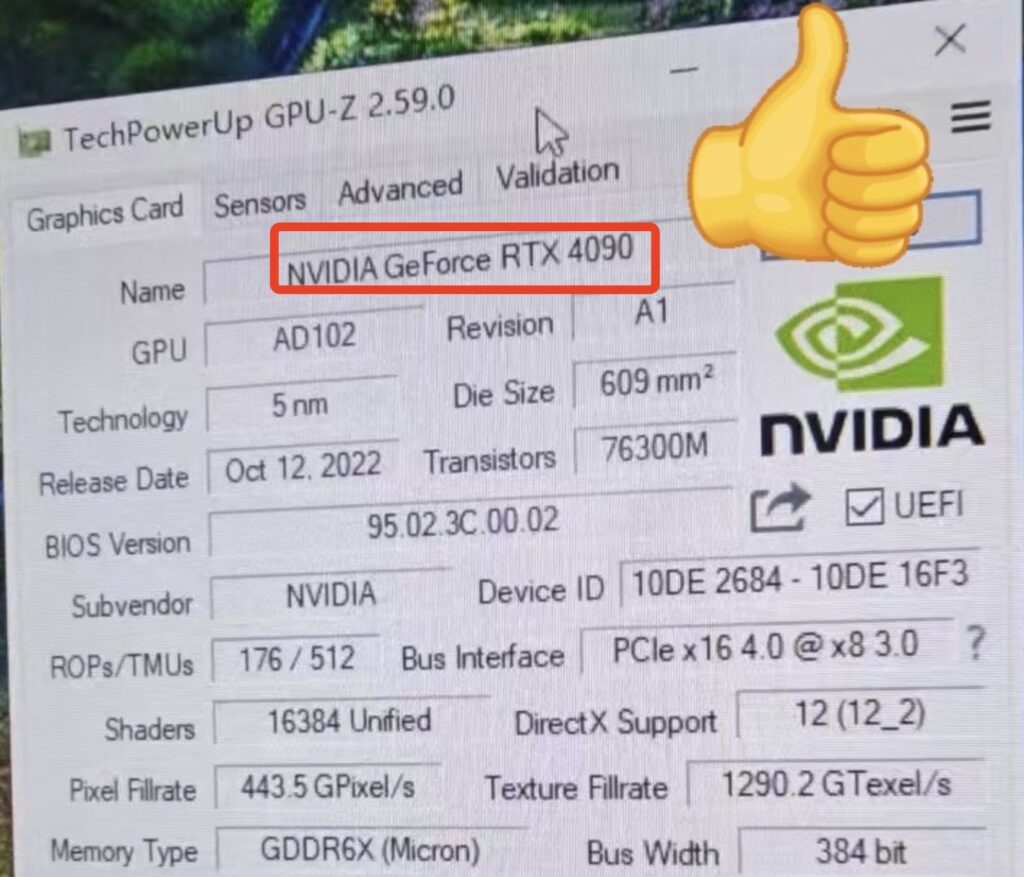 TechPowerUp GPU-Z 2.59.0
Graphics Card Sensors Advanced Validation
Name NVIDIA GeForce RTX 4090
GPU AD102 Revision A1
Technology 5 nm Die Size 609 mm²
Release Date Oct 12, 2022 Transistors 76300M
NVIDIA
BIOS Version 95.02.3C.00.02 UEFI
Subvendor NVIDIA Device ID 10DE 2684 - 10DE 16F3
ROPs/TMUs 176 / 512 Bus Interface PCIe x16 4.0 @ x8 3.0 ?
Shaders 16384 Unified DirectX Support 12 (12_2)
Pixel Fillrate 443.5 GPixel/s Texture Fillrate 1290.2 GTexel/s
Memory Type GDDR6X (Micron) Bus Width 384 bit